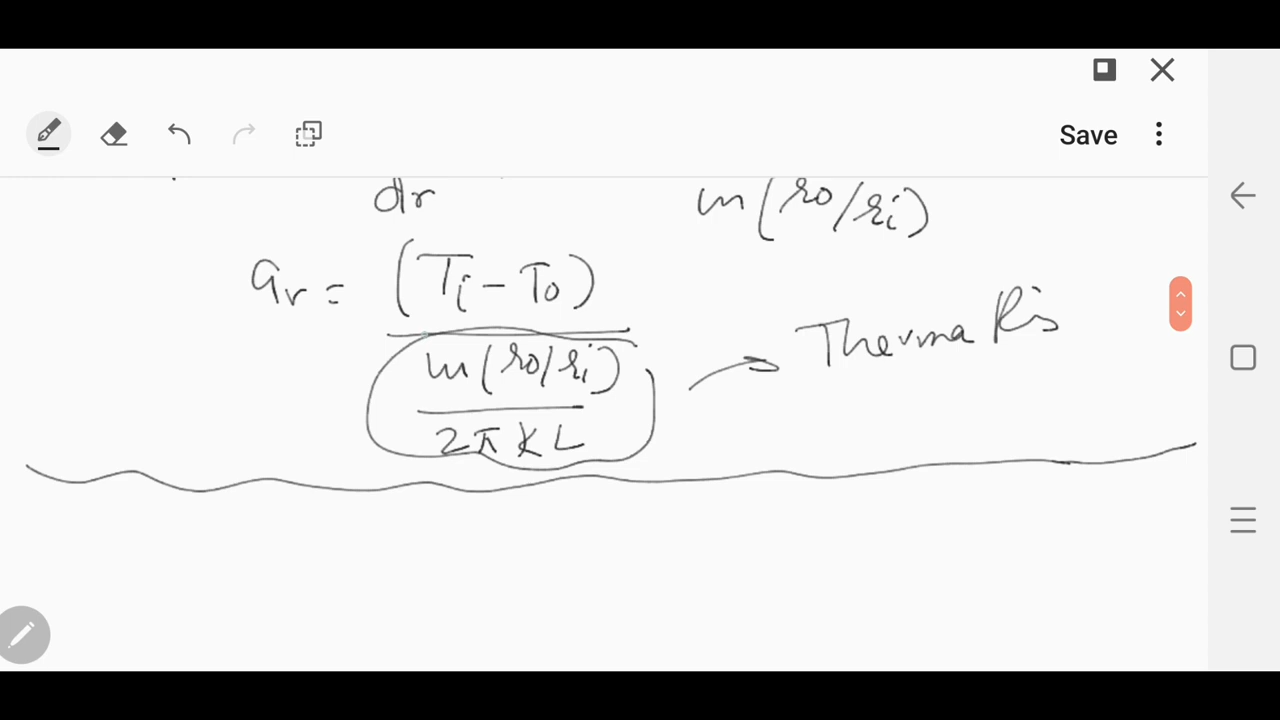 Save
dr
ln(ro/ri)
qr = (Ti - To)
ln(ro/ri)
2πKL
Therma Ris